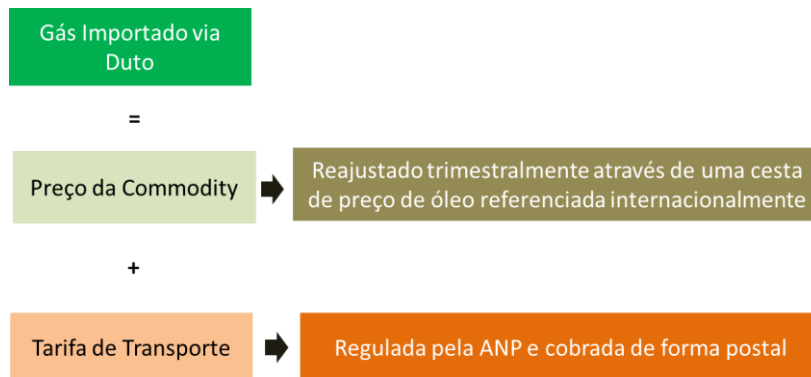 Gás Importado via
Duto
=
Preço da Commodity
Reajustado trimestralmente através de uma cesta
de preço de óleo referenciada internacionalmente
+
Tarifa de Transporte
Regulada pela ANP e cobrada de forma postal